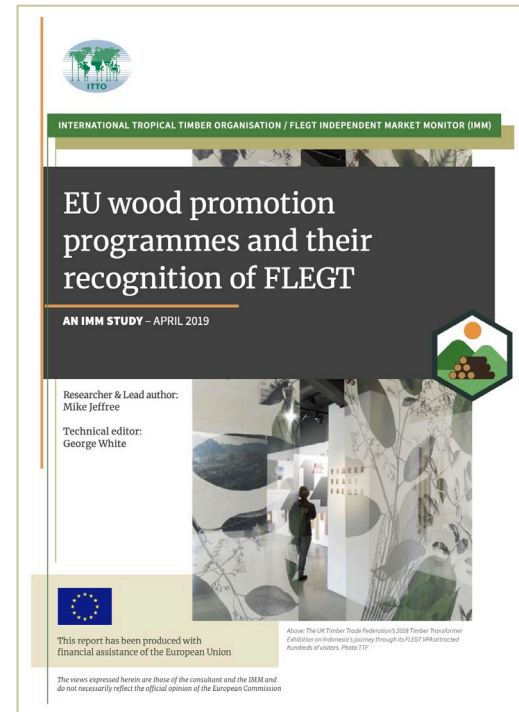 ITTO
INTERNATIONAL TROPICAL TIMBER ORGANISATION / FLEGT INDEPENDENT MARKET MONITOR (IMM)
EU wood promotion
programmes and their
recognition of FLEGT
AN IMM STUDY – APRIL 2019
Researcher & Lead author:
Mike Jeffree
Technical editor:
George White
TIMBER
TRANS-
FORMER
This report has been produced with
financial assistance of the European Union
Above: The UK Timber Trade Federation's 2018 Timber Transformer
Exhibition on Indonesia's journey through its FLEGT VPA attracted
hundreds of visitors. Photo TTF
The views expressed herein are those of the consultant and the IMM and
do not necessarily reflect the official opinion of the European Commission